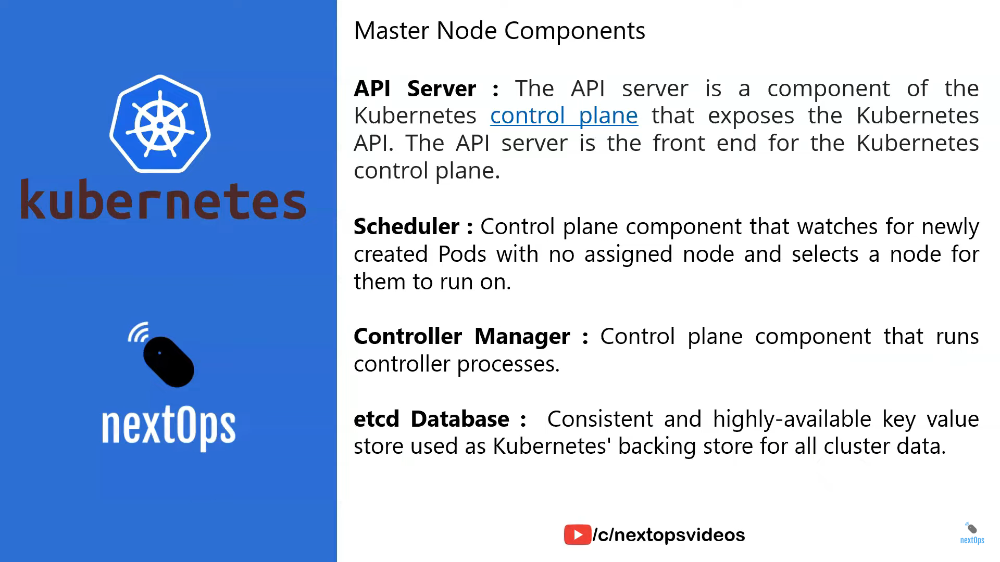 Master Node Components
API Server : The API server is a component of the
Kubernetes control plane that exposes the Kubernetes
API. The API server is the front end for the Kubernetes
control plane.
Scheduler : Control plane component that watches for newly
created Pods with no assigned node and selects a node for
them to run on.
Controller Manager : Control plane component that runs
controller processes.
etcd Database : Consistent and highly-available key value
store used as Kubernetes' backing store for all cluster data.
kubernetes
nextOps
/c/nextopsvideos
nextOps